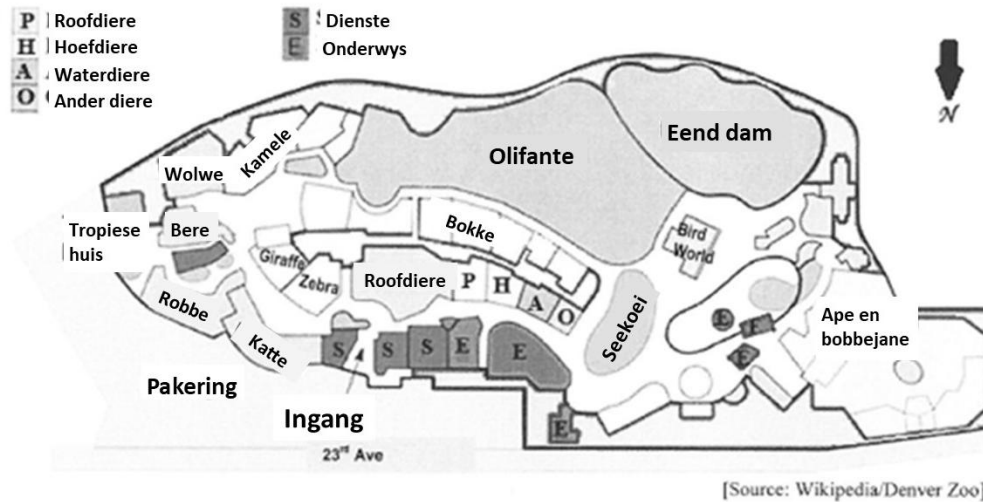 P Roofdiere
H Hoefdiere
A Waterdiere
O Ander diere
S Dienste
E Onderwys
N
Eend dam
Olifante
Kamele
Wolwe
Tropiese
huis
Bere
Bokke
Bird
World
Giraffe
Zebra
Roofdiere
P
H
A
O
Robbe
Katte
Seekoei
Ape en
bobbejane
S
S
S
E
E
E
E
E
E
Pakering
Ingang
23rd Ave
[Source: Wikipedia/Denver Zoo]